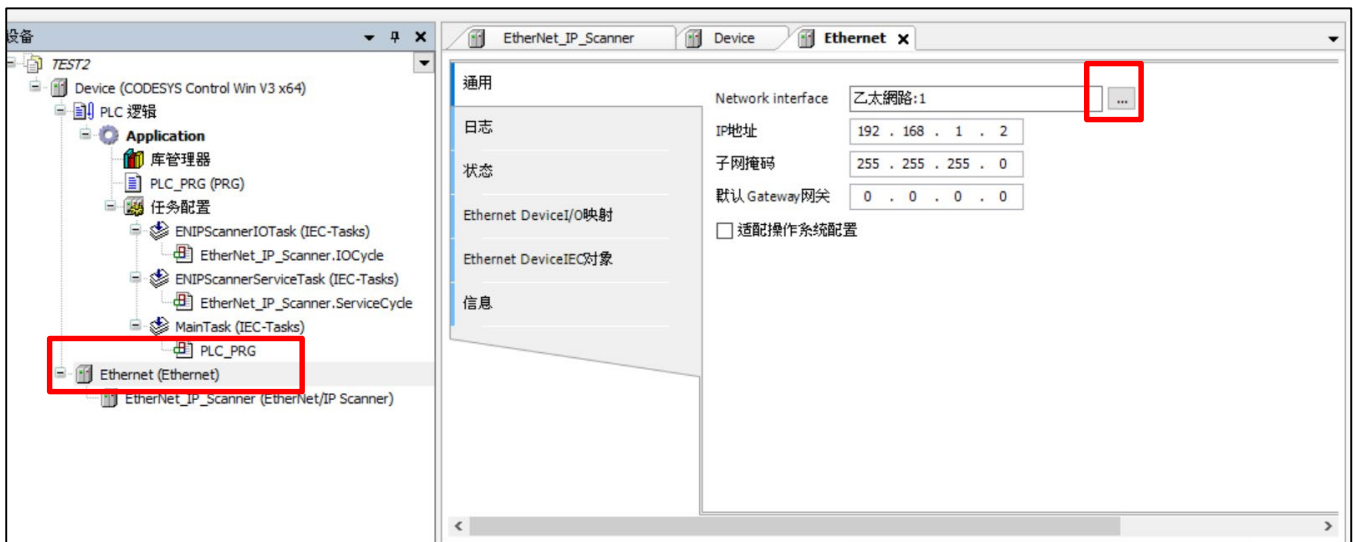 设备
TEST2
Device (CODESYS Control Win V3 x64)
PLC 逻辑
Application
库管理器
PLC_PRG (PRG)
任务配置
ENIPScannerIOTask (IEC-Tasks)
EtherNet_IP_Scanner.IOCycle
ENIPScannerServiceTask (IEC-Tasks)
EtherNet_IP_Scanner.ServiceCycle
MainTask (IEC-Tasks)
PLC_PRG
Ethernet (Ethernet)
EtherNet_IP_Scanner (EtherNet/IP Scanner)
EtherNet_IP_Scanner
Device
Ethernet
通用
日志
状态
Ethernet DeviceI/O映射
Ethernet DeviceIEC对象
信息
Network interface 乙太網路:1 ...
IP地址 192 . 168 . 1 . 2
子网掩码 255 . 255 . 255 . 0
默认 Gateway网关 0 . 0 . 0 . 0
适配操作系统配置